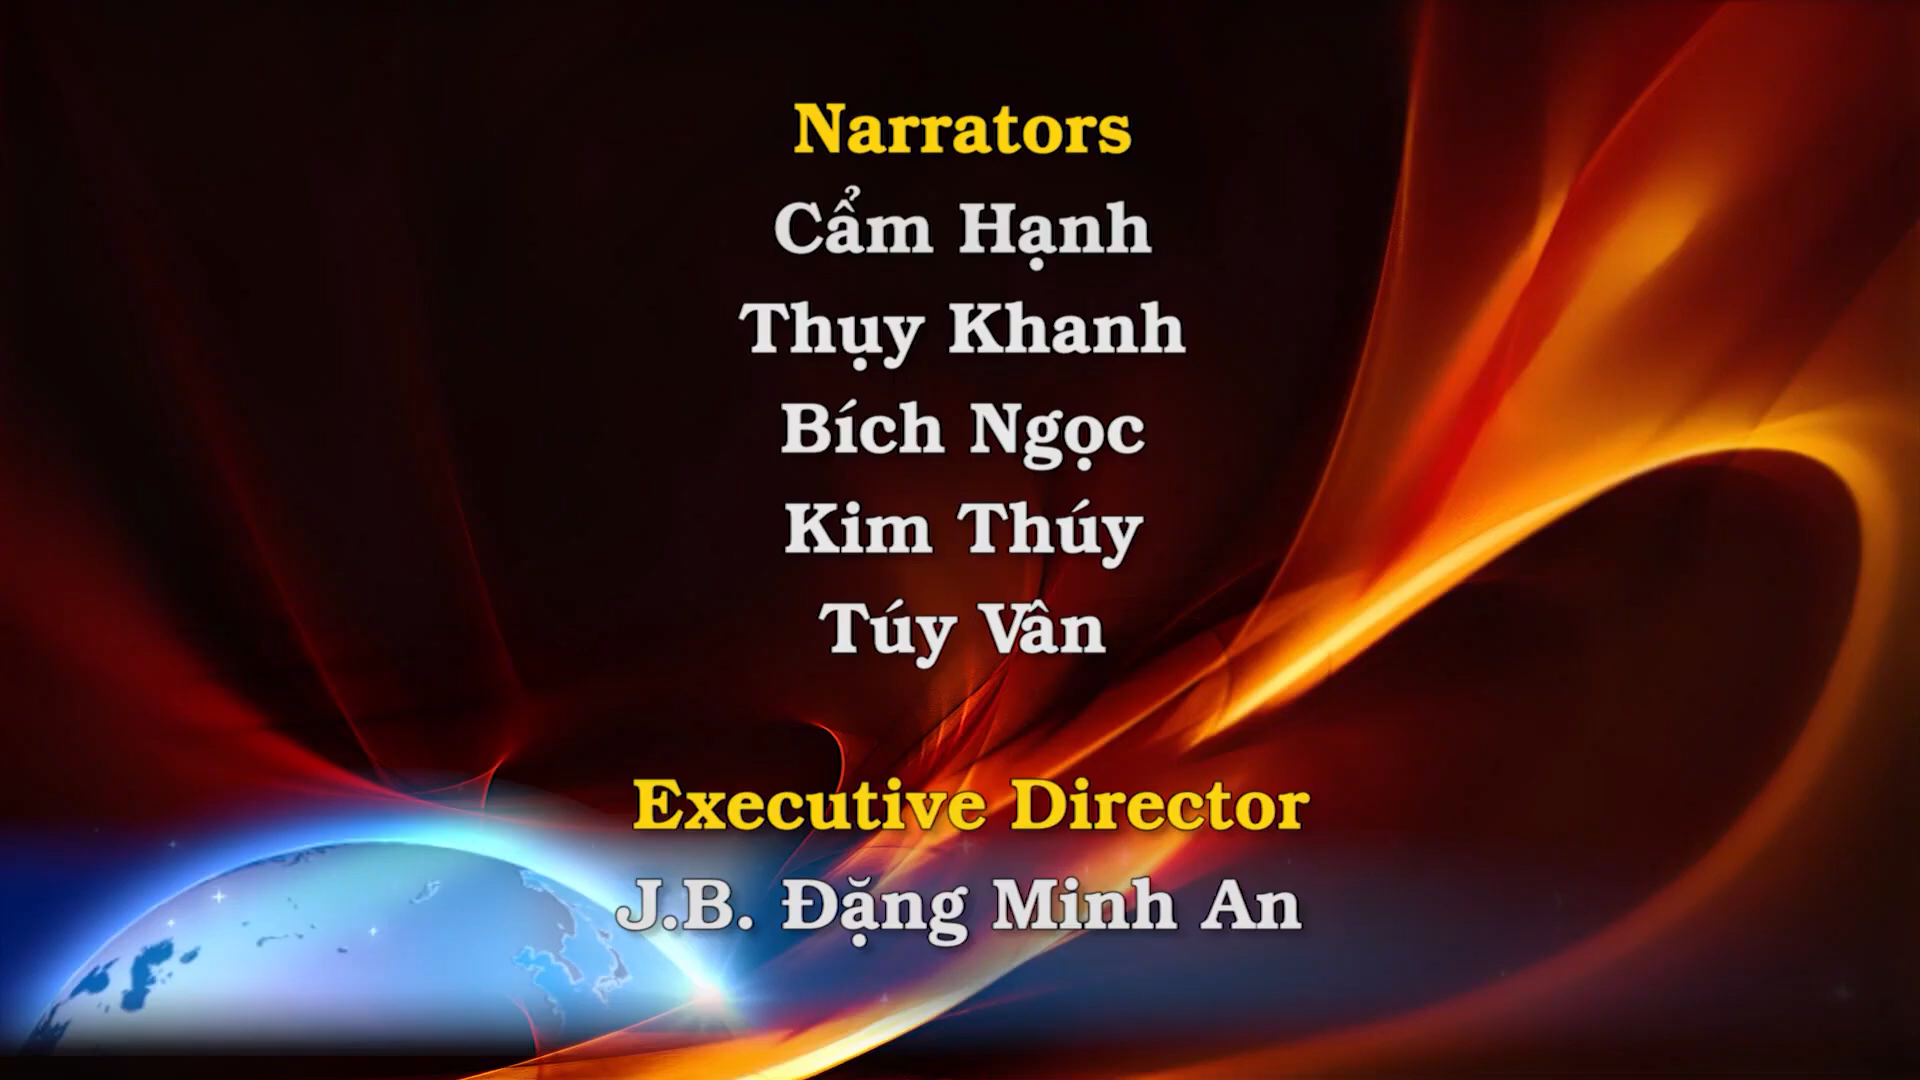 Narrators
Cẩm Hạnh
Thụy Khanh
Bích Ngọc
Kim Thúy
Túy Vân
Executive Director
J.B. Đặng Minh An